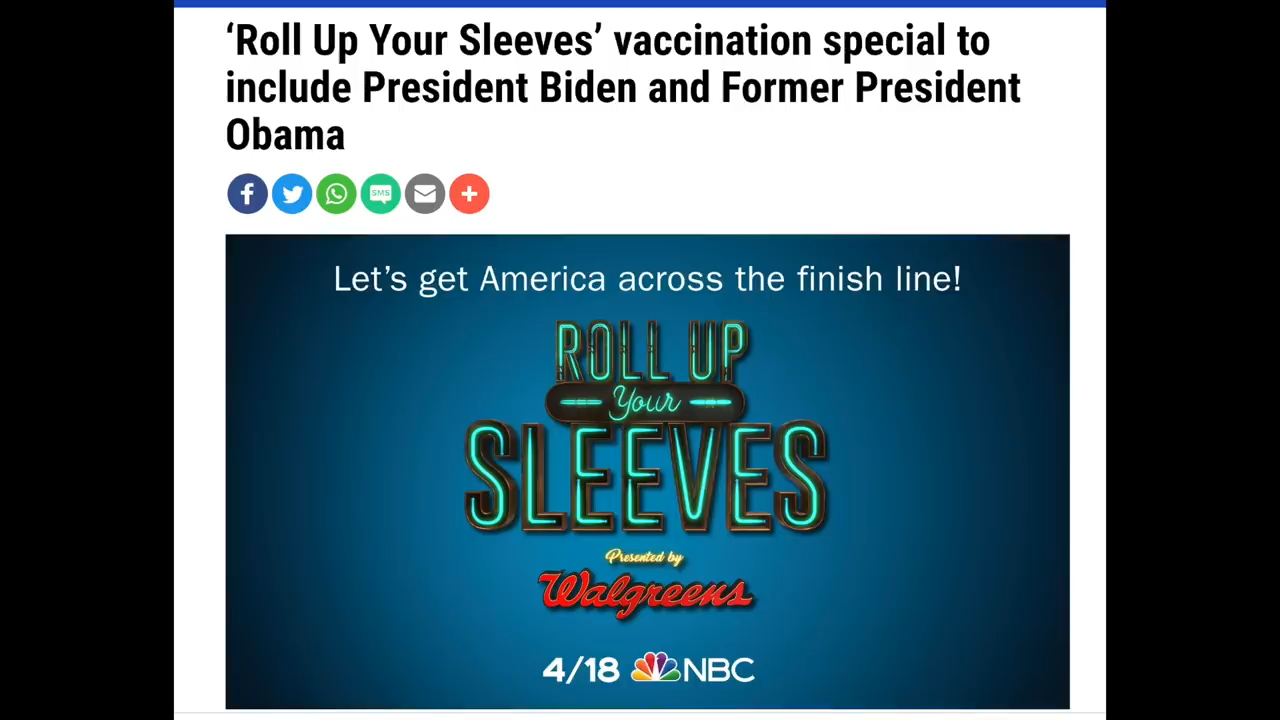 ‘Roll Up Your Sleeves’ vaccination special to
include President Biden and Former President
Obama
SMS
Let’s get America across the finish line!
ROLL UP
Your
SLEEVES
Presented by
Walgreens
4/18 NBC